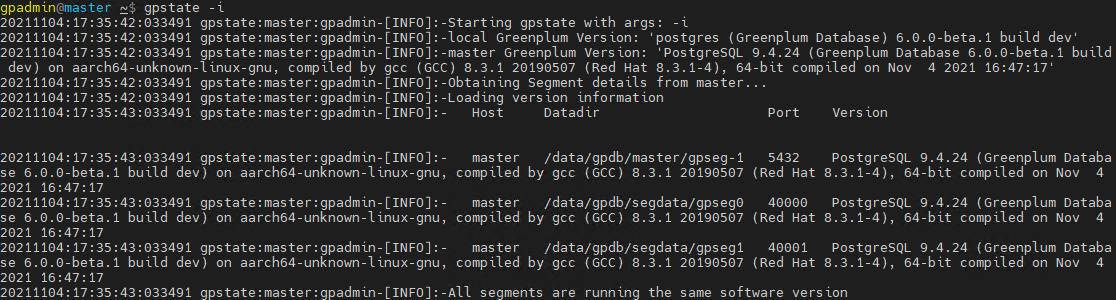 gpadmin@master ~$ gpstate -i
20211104:17:35:42:033491 gpstate:master:gpadmin-[INFO]:-Starting gpstate with args: -i
20211104:17:35:42:033491 gpstate:master:gpadmin-[INFO]:-local Greenplum Version: 'postgres (Greenplum Database) 6.0.0-beta.1 build dev'
20211104:17:35:42:033491 gpstate:master:gpadmin-[INFO]:-master Greenplum Version: 'PostgreSQL 9.4.24 (Greenplum Database 6.0.0-beta.1 build
 dev) on aarch64-unknown-linux-gnu, compiled by gcc (GCC) 8.3.1 20190507 (Red Hat 8.3.1-4), 64-bit compiled on Nov  4 2021 16:47:17'
20211104:17:35:42:033491 gpstate:master:gpadmin-[INFO]:-Obtaining Segment details from master...
20211104:17:35:42:033491 gpstate:master:gpadmin-[INFO]:-Loading version information
20211104:17:35:43:033491 gpstate:master:gpadmin-[INFO]:-   Host     Datadir                     Port    Version
20211104:17:35:43:033491 gpstate:master:gpadmin-[INFO]:-   master   /data/gpdb/master/gpseg-1   5432    PostgreSQL 9.4.24 (Greenplum Databa
se 6.0.0-beta.1 build dev) on aarch64-unknown-linux-gnu, compiled by gcc (GCC) 8.3.1 20190507 (Red Hat 8.3.1-4), 64-bit compiled on Nov  4
2021 16:47:17
20211104:17:35:43:033491 gpstate:master:gpadmin-[INFO]:-   master   /data/gpdb/segdata/gpseg0   40000   PostgreSQL 9.4.24 (Greenplum Databa
se 6.0.0-beta.1 build dev) on aarch64-unknown-linux-gnu, compiled by gcc (GCC) 8.3.1 20190507 (Red Hat 8.3.1-4), 64-bit compiled on Nov  4
2021 16:47:17
20211104:17:35:43:033491 gpstate:master:gpadmin-[INFO]:-   master   /data/gpdb/segdata/gpseg1   40001   PostgreSQL 9.4.24 (Greenplum Databa
se 6.0.0-beta.1 build dev) on aarch64-unknown-linux-gnu, compiled by gcc (GCC) 8.3.1 20190507 (Red Hat 8.3.1-4), 64-bit compiled on Nov  4
2021 16:47:17
20211104:17:35:43:033491 gpstate:master:gpadmin-[INFO]:-All segments are running the same software version